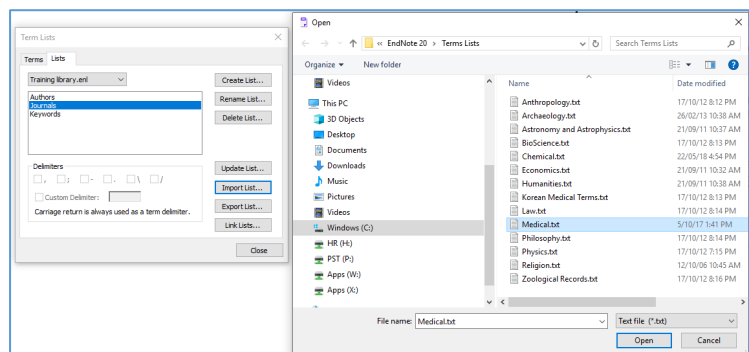 Term Lists
Terms Lists
Training library.enl
Authors
Journals
Keywords
Create List...
Rename List...
Delete List...
Delimiters
, ; - . \ /
Custom Delimiter:
Carriage return is always used as a term delimiter.
Update List...
Import List...
Export List...
Link Lists...
Close
Open
« EndNote 20 › Terms Lists
Search Terms Lists
Organize New folder
Videos
This PC
3D Objects
Desktop
Documents
Downloads
Music
Pictures
Videos
Windows (C:)
HR (H:)
PST (P:)
Apps (W:)
Apps (X:)
Name Date modified
Anthropology.txt 17/10/12 8:12 PM
Archaeology.txt 26/02/13 10:38 AM
Astronomy and Astrophysics.txt 21/09/11 10:37 AM
BioScience.txt 17/10/12 8:13 PM
Chemical.txt 22/05/18 4:54 PM
Economics.txt 21/09/11 10:32 AM
Humanities.txt 21/09/11 10:38 AM
Korean Medical Terms.txt 17/10/12 8:13 PM
Law.txt 17/10/12 8:14 PM
Medical.txt 5/10/17 1:41 PM
Philosophy.txt 17/10/12 8:14 PM
Physics.txt 17/10/12 7:15 PM
Religion.txt 12/10/06 10:45 AM
Zoological Records.txt 17/10/12 8:16 PM
File name: Medical.txt Text file (*.txt)
Open Cancel